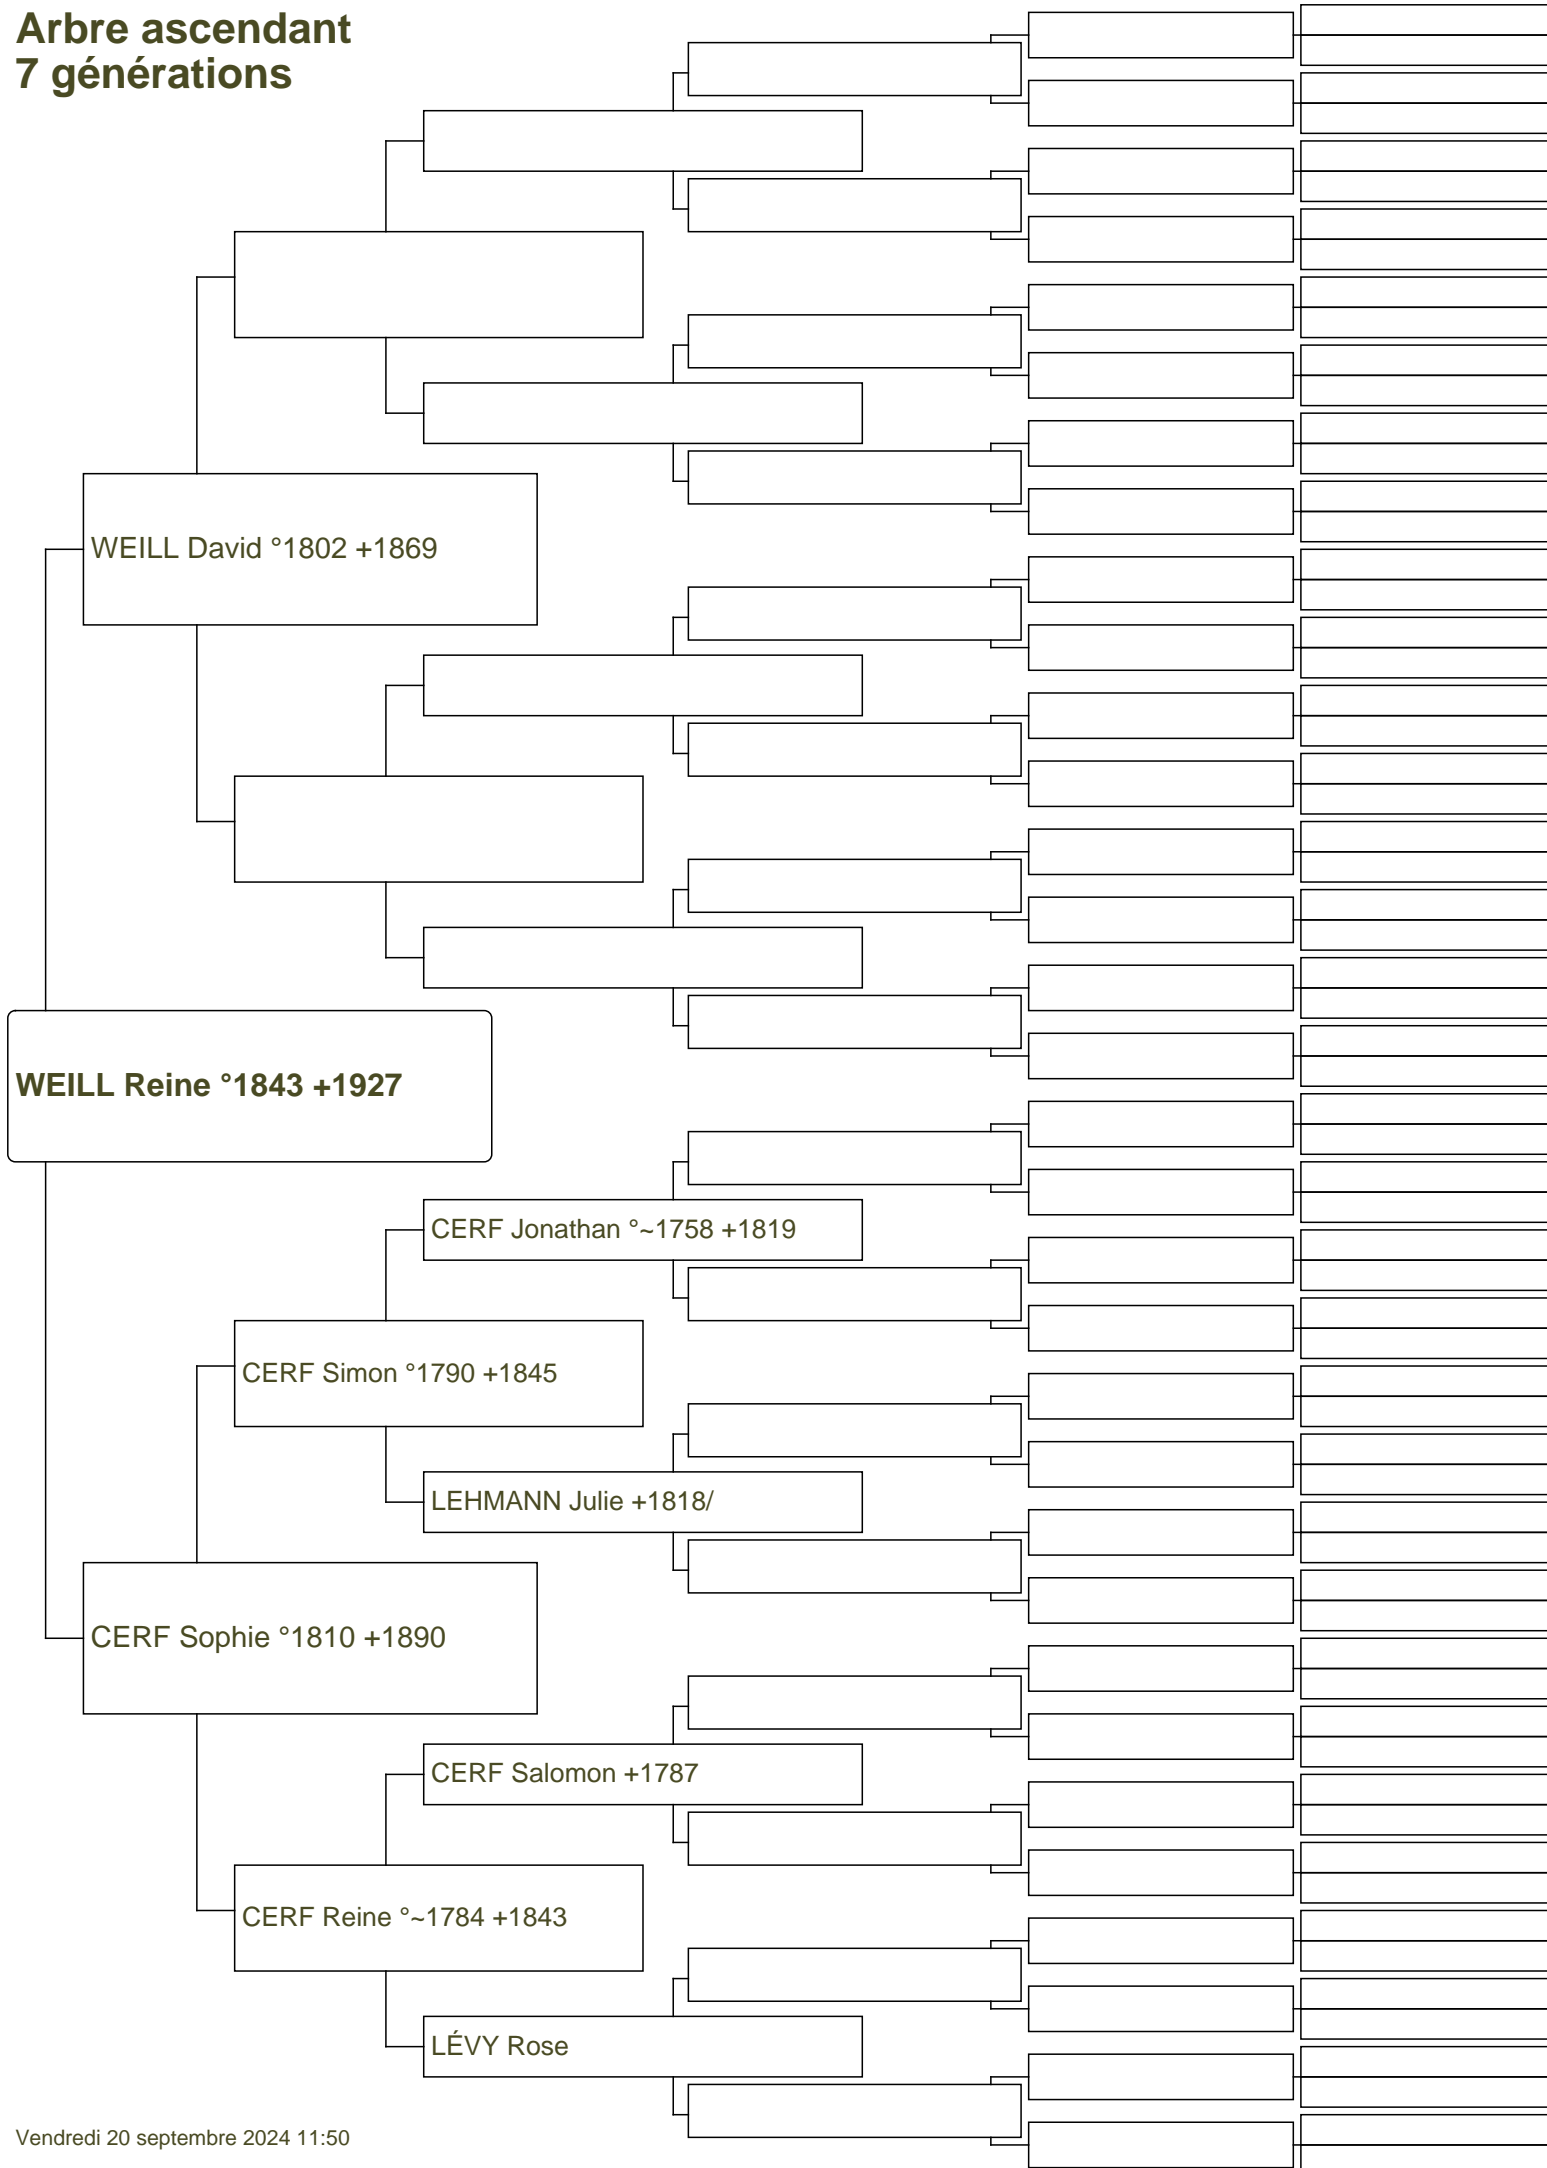 Arbre ascendant
7 générations
WEILL David °1802 +1869
WEILL Reine °1843 +1927
CERF Jonathan °~1758 +1819
CERF Simon °1790 +1845
LEHMANN Julie +1818/
CERF Sophie °1810 +1890
CERF Salomon +1787
CERF Reine °~1784 +1843
LÉVY Rose
Vendredi 20 septembre 2024 11:50